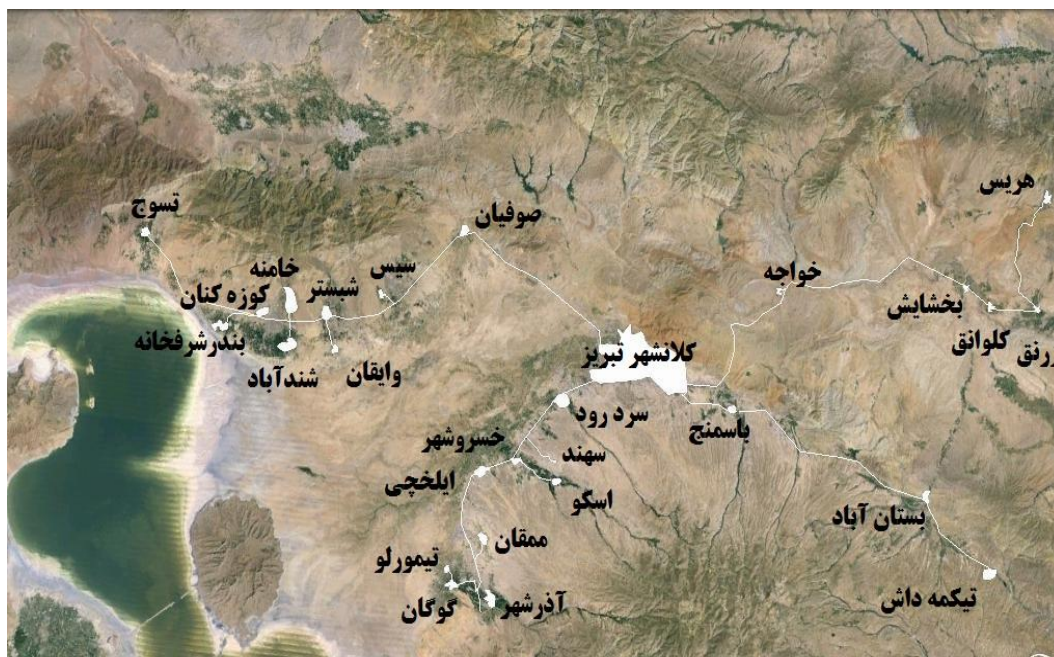 هریس
تسوج
صوفیان
خواجه
سیس
خامنه
شبستر
کوزه کنان
بخشایش
کلوانق
زرنق
بندرشرفخانه
شندآباد
وایقان
کلانشهر تبریز
سرد رود
باسمنج
خسروشهر
سهند
ایلخچی
اسکو
بستان آباد
ممقان
تیمورلو
گوگان
آذرشهر
تیکمه داش